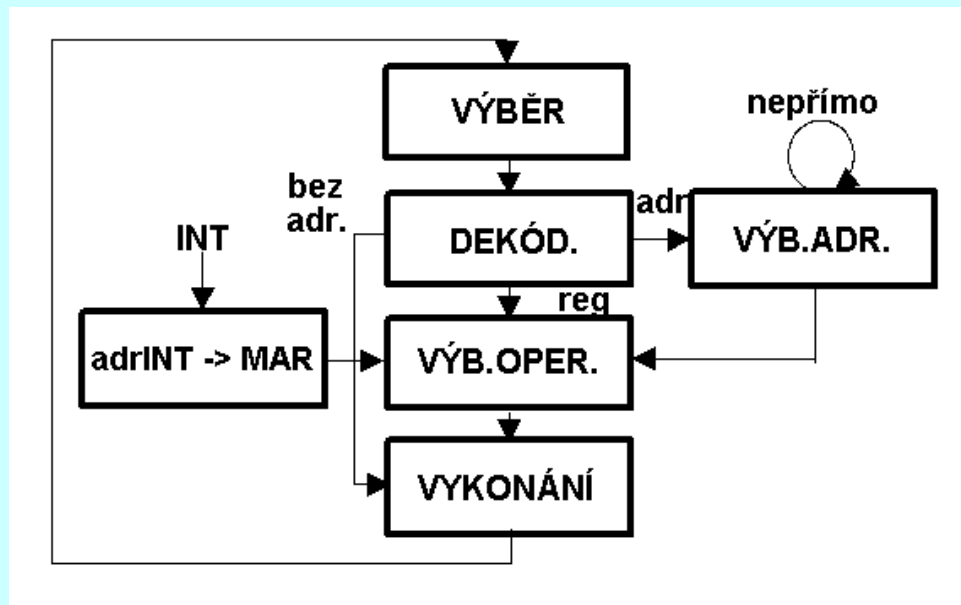 VÝBĚR
nepřímo
bez
adr.
DEKÓD.
adr
VÝB.ADR.
INT
reg
adrINT -> MAR
VÝB.OPER.
VYKONÁNÍ